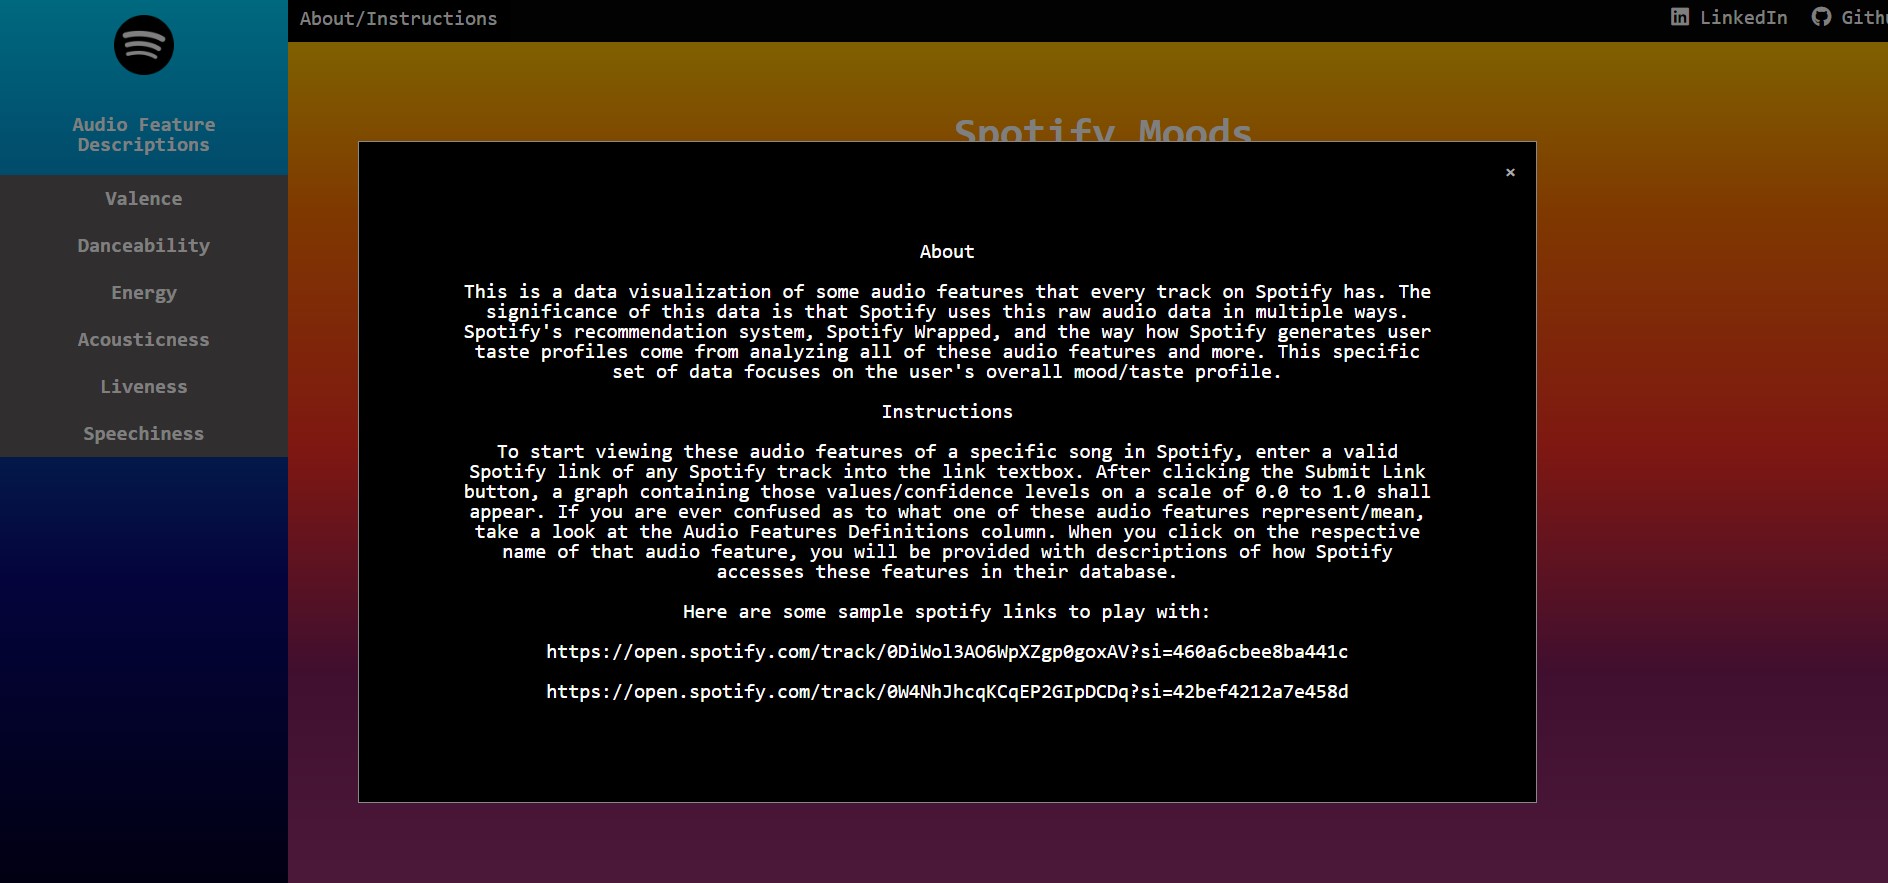 About/Instructions
LinkedIn
Audio Feature
Descriptions
Valence
Danceability
Energy
Acousticness
Liveness
Speechiness
Spotify Moods
×
About
This is a data visualization of some audio features that every track on Spotify has. The
significance of this data is that Spotify uses this raw audio data in multiple ways.
Spotify's recommendation system, Spotify Wrapped, and the way how Spotify generates user
taste profiles come from analyzing all of these audio features and more. This specific
set of data focuses on the user's overall mood/taste profile.
Instructions
To start viewing these audio features of a specific song in Spotify, enter a valid
Spotify link of any Spotify track into the link textbox. After clicking the Submit Link
button, a graph containing those values/confidence levels on a scale of 0.0 to 1.0 shall
appear. If you are ever confused as to what one of these audio features represent/mean,
take a look at the Audio Features Definitions column. When you click on the respective
name of that audio feature, you will be provided with descriptions of how Spotify
accesses these features in their database.
Here are some sample spotify links to play with:
https://open.spotify.com/track/0DiWol3AO6WpXZgp0goxAV?si=460a6cbee8ba441c
https://open.spotify.com/track/0W4NhJhcqKCqEP2GIpDCDq?si=42bef4212a7e458d